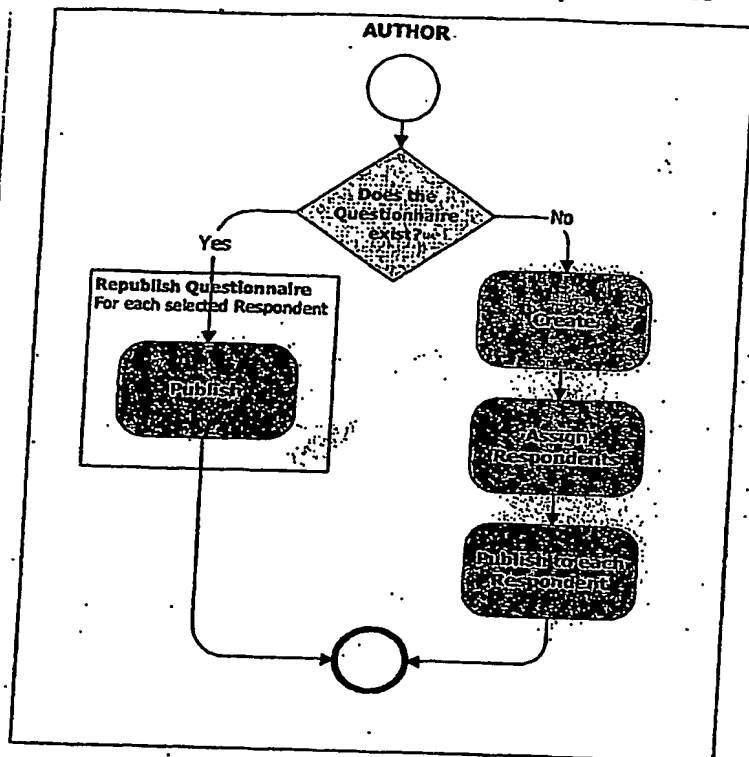 AUTHOR
Does the
Questionnaire
exist?
Yes
No
Republish Questionnaire
For each selected Respondent
Publish
Create
Assign
Respondents
Publish to each
Respondent